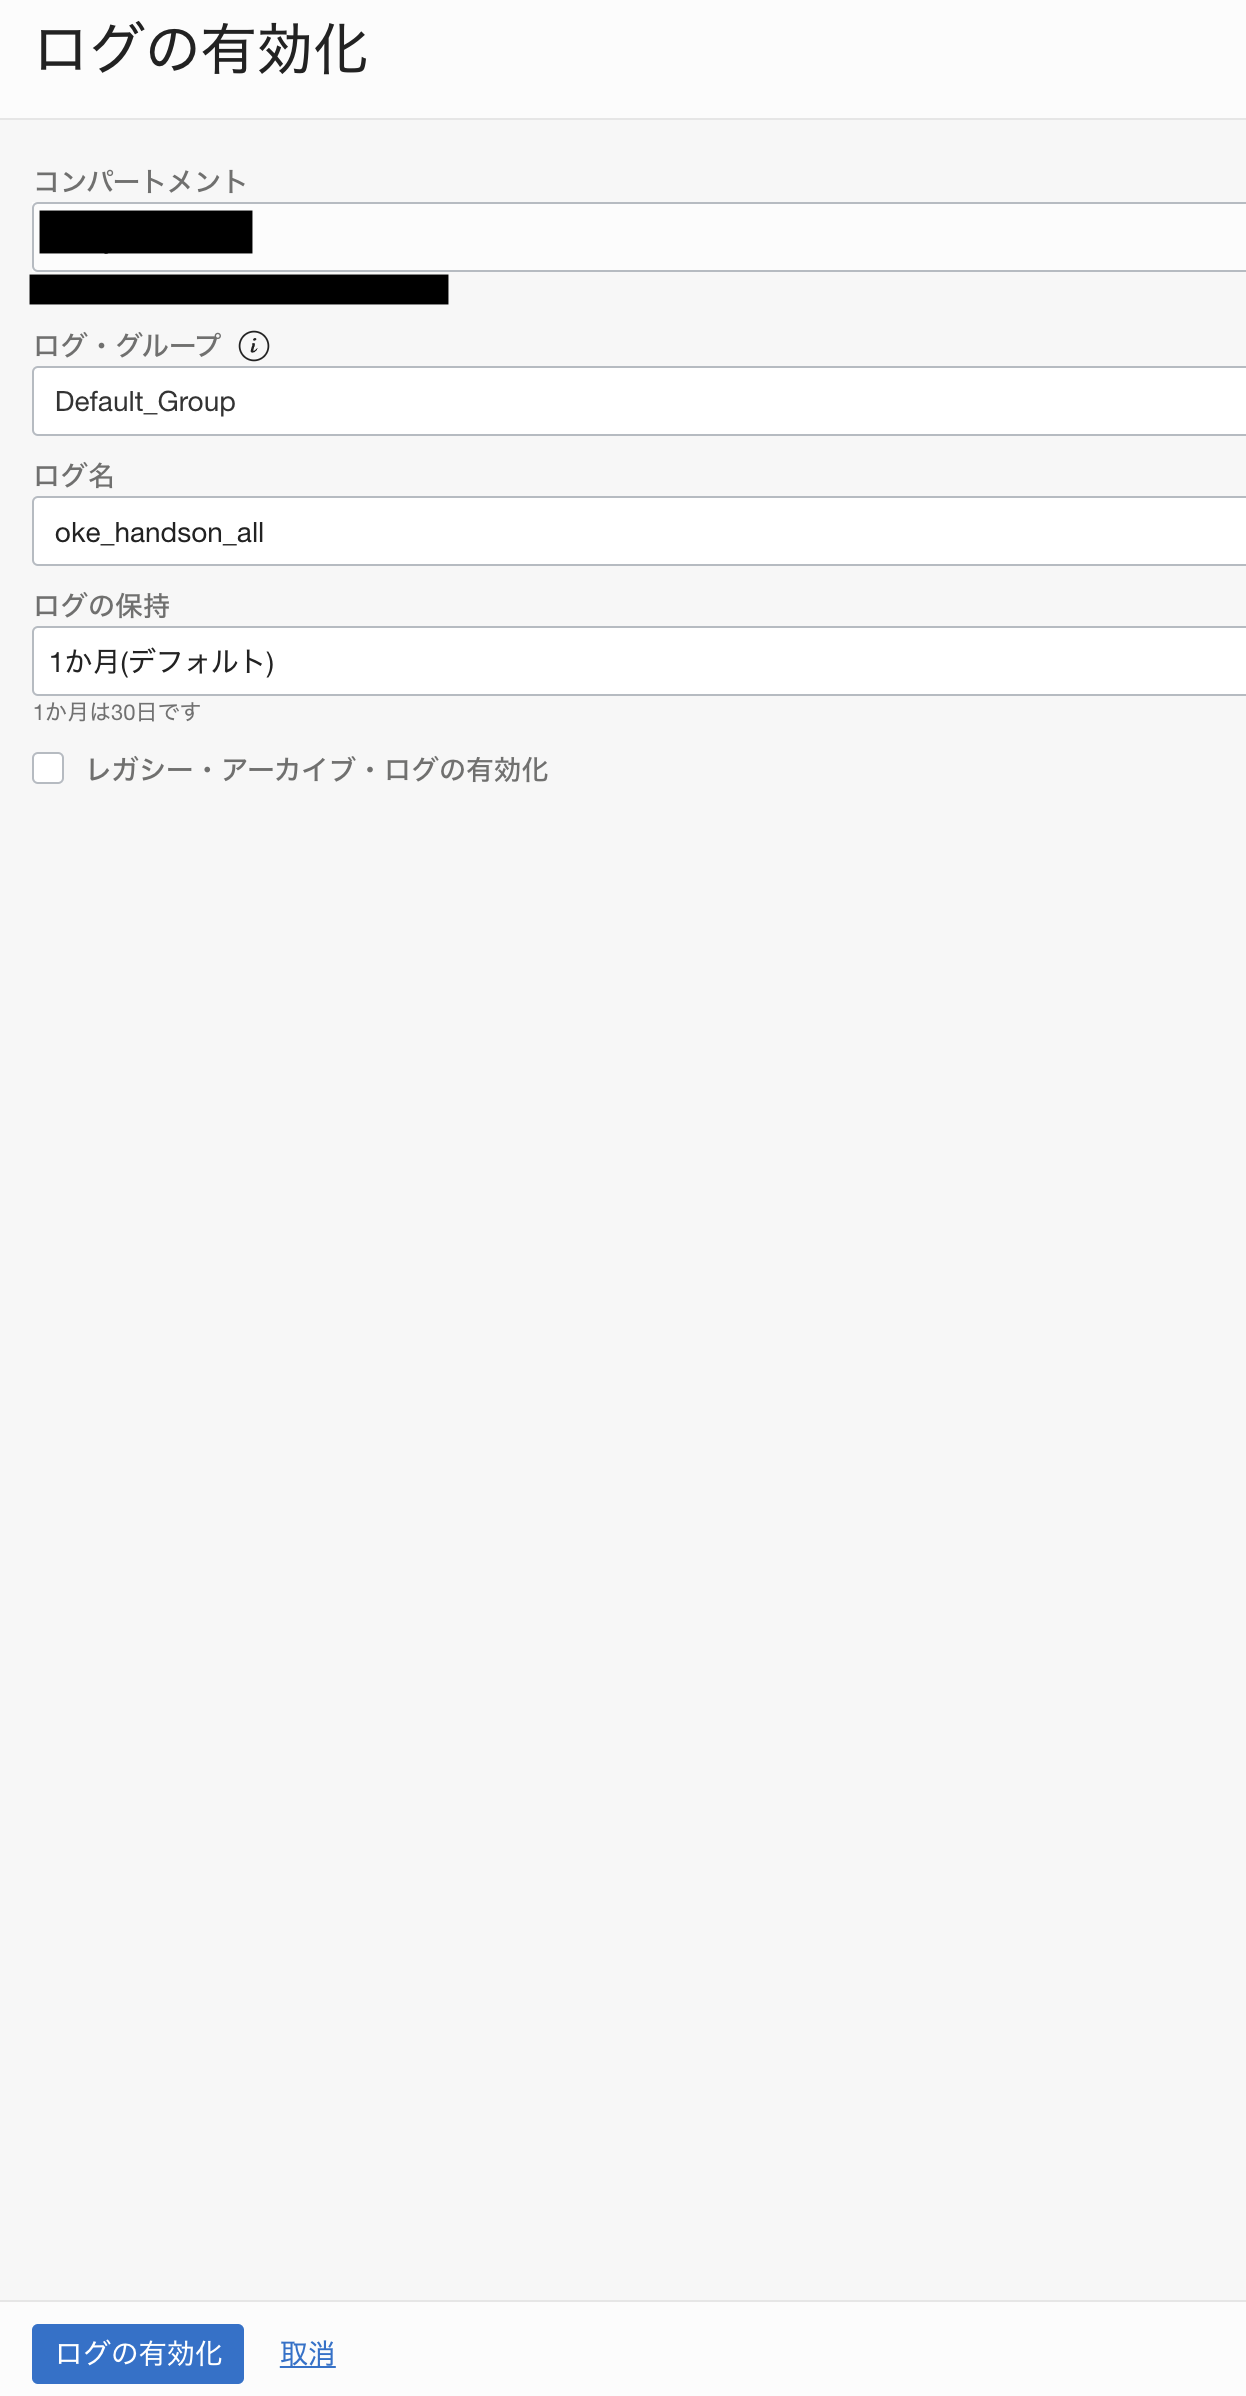 ログの有効化
コンパートメント
ログ・グループ
Default_Group
ログ名
oke_handson_all
ログの保持
1か月(デフォルト)
1か月は30日です
レガシー・アーカイブ・ログの有効化
ログの有効化 取消